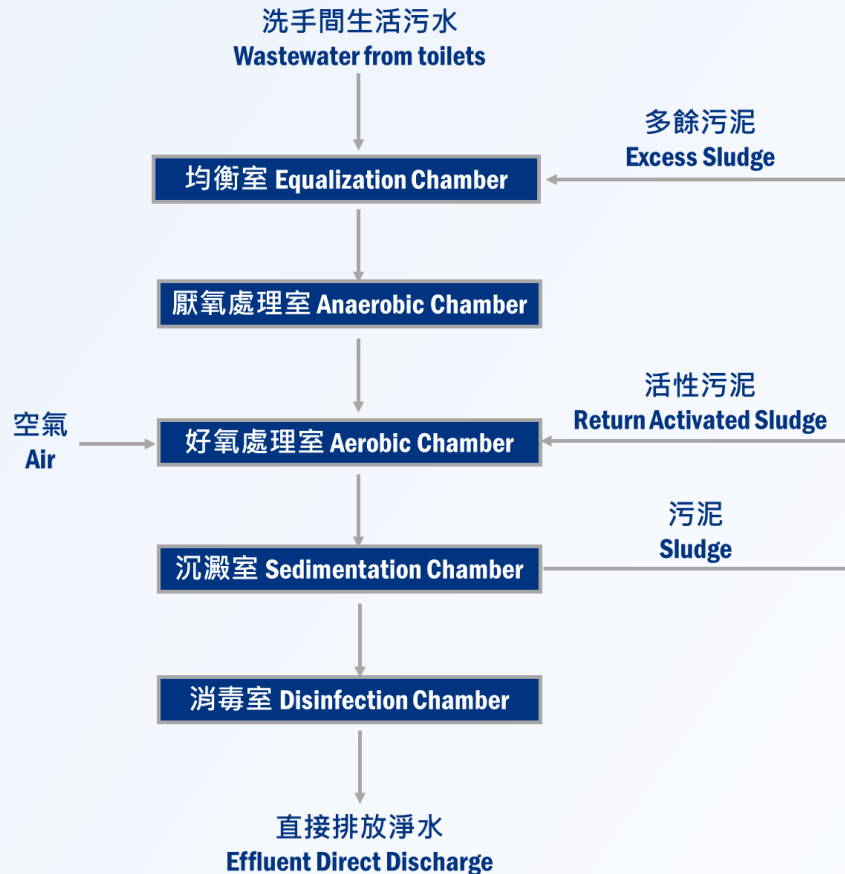 洗手間生活污水
Wastewater from toilets
多餘污泥
Excess Sludge
均衡室 Equalization Chamber
厭氧處理室 Anaerobic Chamber
活性污泥
Return Activated Sludge
空氣
Air
好氧處理室 Aerobic Chamber
污泥
Sludge
沉澱室 Sedimentation Chamber
消毒室 Disinfection Chamber
直接排放淨水
Effluent Direct Discharge